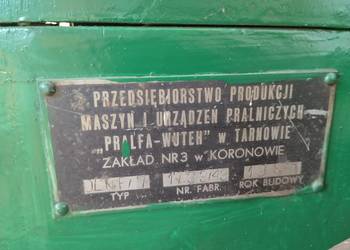 PRZEDSIĘBIORSTWO PRODUKCJI
MASZYN I URZĄDZEŃ PRALNICZYCH
„PRALFA-WUTEH" W TARNOWIE
ZAKŁAD NR3 W KORONOWIE
TYP NR. FABR. ROK BUDOWY